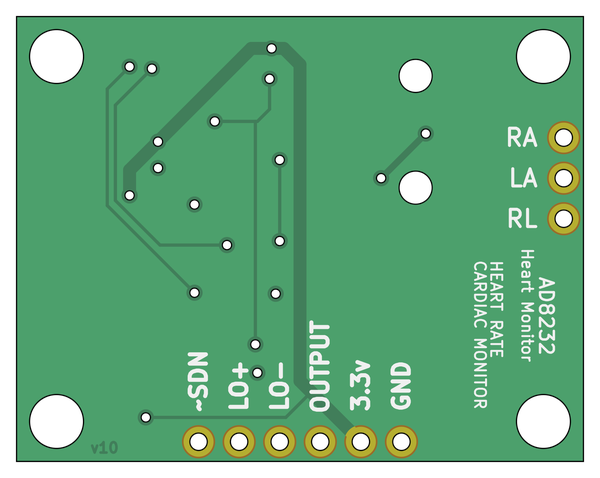 RA
LA
RL
AD8232
Heart Monitor
HEART RATE
CARDIAC MONITOR
SDN~
LO+
LO-
OUTPUT
3.3v
GND
v10